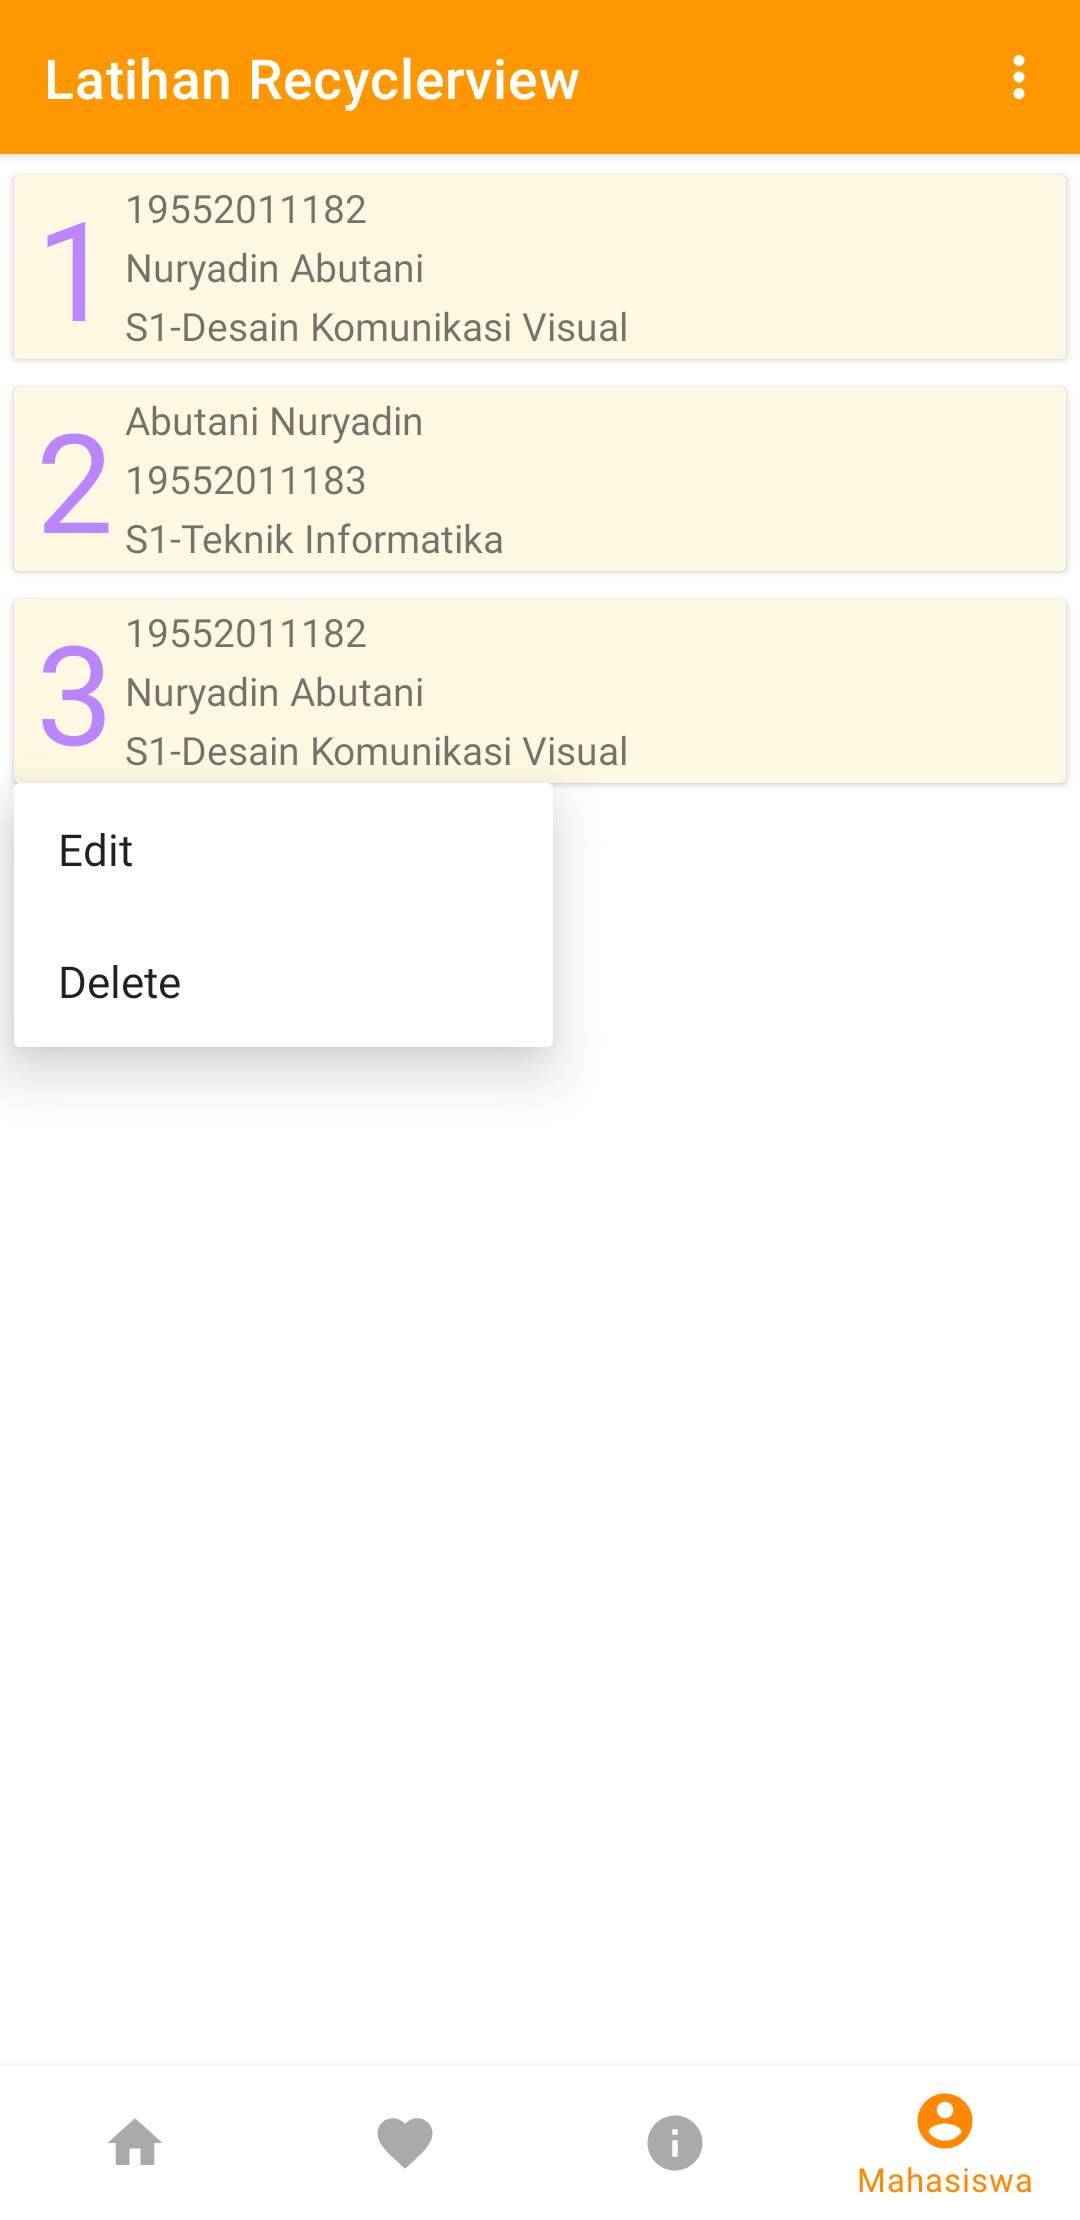 Latihan Recyclerview
1
19552011182
Nuryadin Abutani
S1-Desain Komunikasi Visual
2
Abutani Nuryadin
19552011183
S1-Teknik Informatika
3
19552011182
Nuryadin Abutani
S1-Desain Komunikasi Visual
Edit
Delete
Mahasiswa